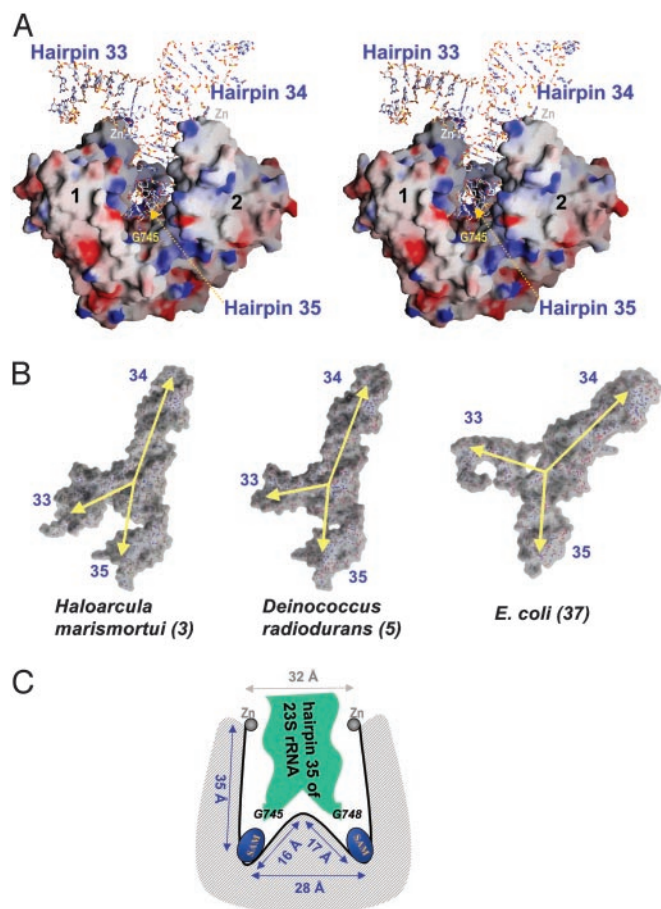 A
Hairpin 33
Hairpin 34
Zn
Zn
1
2
G745
Hairpin 35
Hairpin 33
Hairpin 34
Zn
Zn
1
2
G745
Hairpin 35
B
34
33
35
Haloarcula
marismortui (3)
34
33
35
Deinococcus
radiodurans (5)
34
33
35
E. coli (37)
C
32 Å
Zn
Zn
hairpin 35 of
23S rRNA
35 Å
G745
G748
SAM
SAM
16 Å
17 Å
28 Å